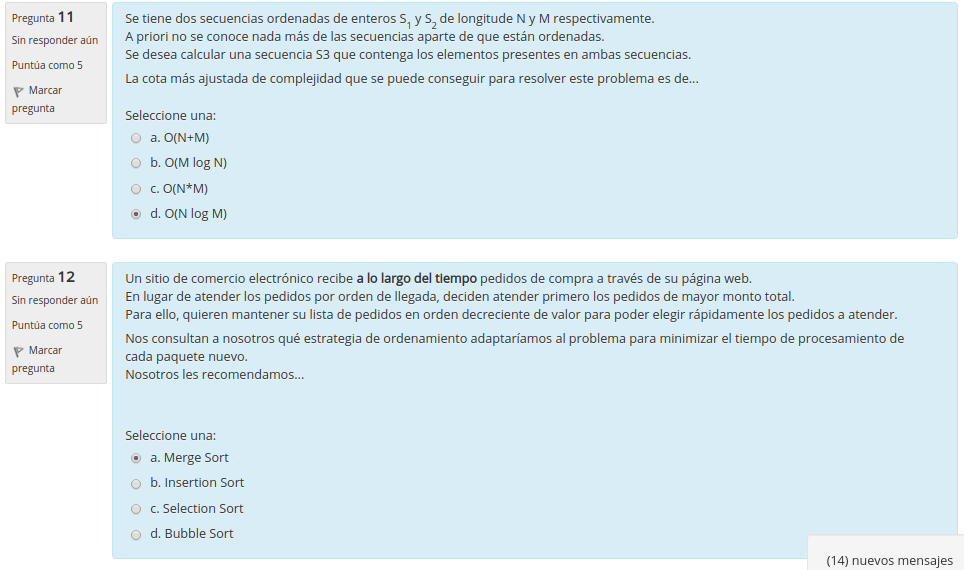 Pregunta 11
Sin responder aún
Puntúa como 5
Marcar
pregunta
Se tiene dos secuencias ordenadas de enteros S1 y S2 de longitude N y M respectivamente.
A priori no se conoce nada más de las secuencias aparte de que están ordenadas.
Se desea calcular una secuencia S3 que contenga los elementos presentes en ambas secuencias.
La cota más ajustada de complejidad que se puede conseguir para resolver este problema es de...
Seleccione una:
a. O(N+M)
b. O(M log N)
c. O(N*M)
d. O(N log M)
Pregunta 12
Sin responder aún
Puntúa como 5
Marcar
pregunta
Un sitio de comercio electrónico recibe a lo largo del tiempo pedidos de compra a través de su página web.
En lugar de atender los pedidos por orden de llegada, deciden atender primero los pedidos de mayor monto total.
Para ello, quieren mantener su lista de pedidos en orden decreciente de valor para poder elegir rápidamente los pedidos a atender.
Nos consultan a nosotros qué estrategia de ordenamiento adaptaríamos al problema para minimizar el tiempo de procesamiento de
cada paquete nuevo.
Nosotros les recomendamos...
Seleccione una:
a. Merge Sort
b. Insertion Sort
c. Selection Sort
d. Bubble Sort
(14) nuevos mensajes